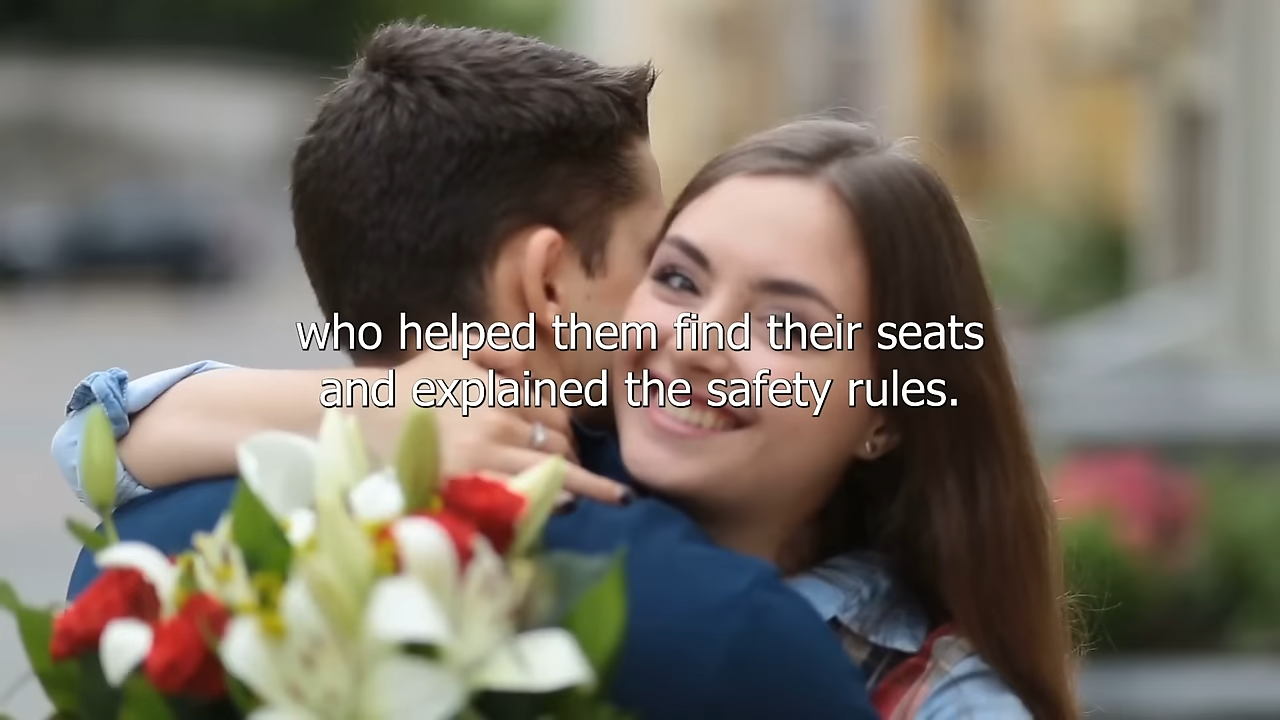 who helped them find their seats
and explained the safety rules.